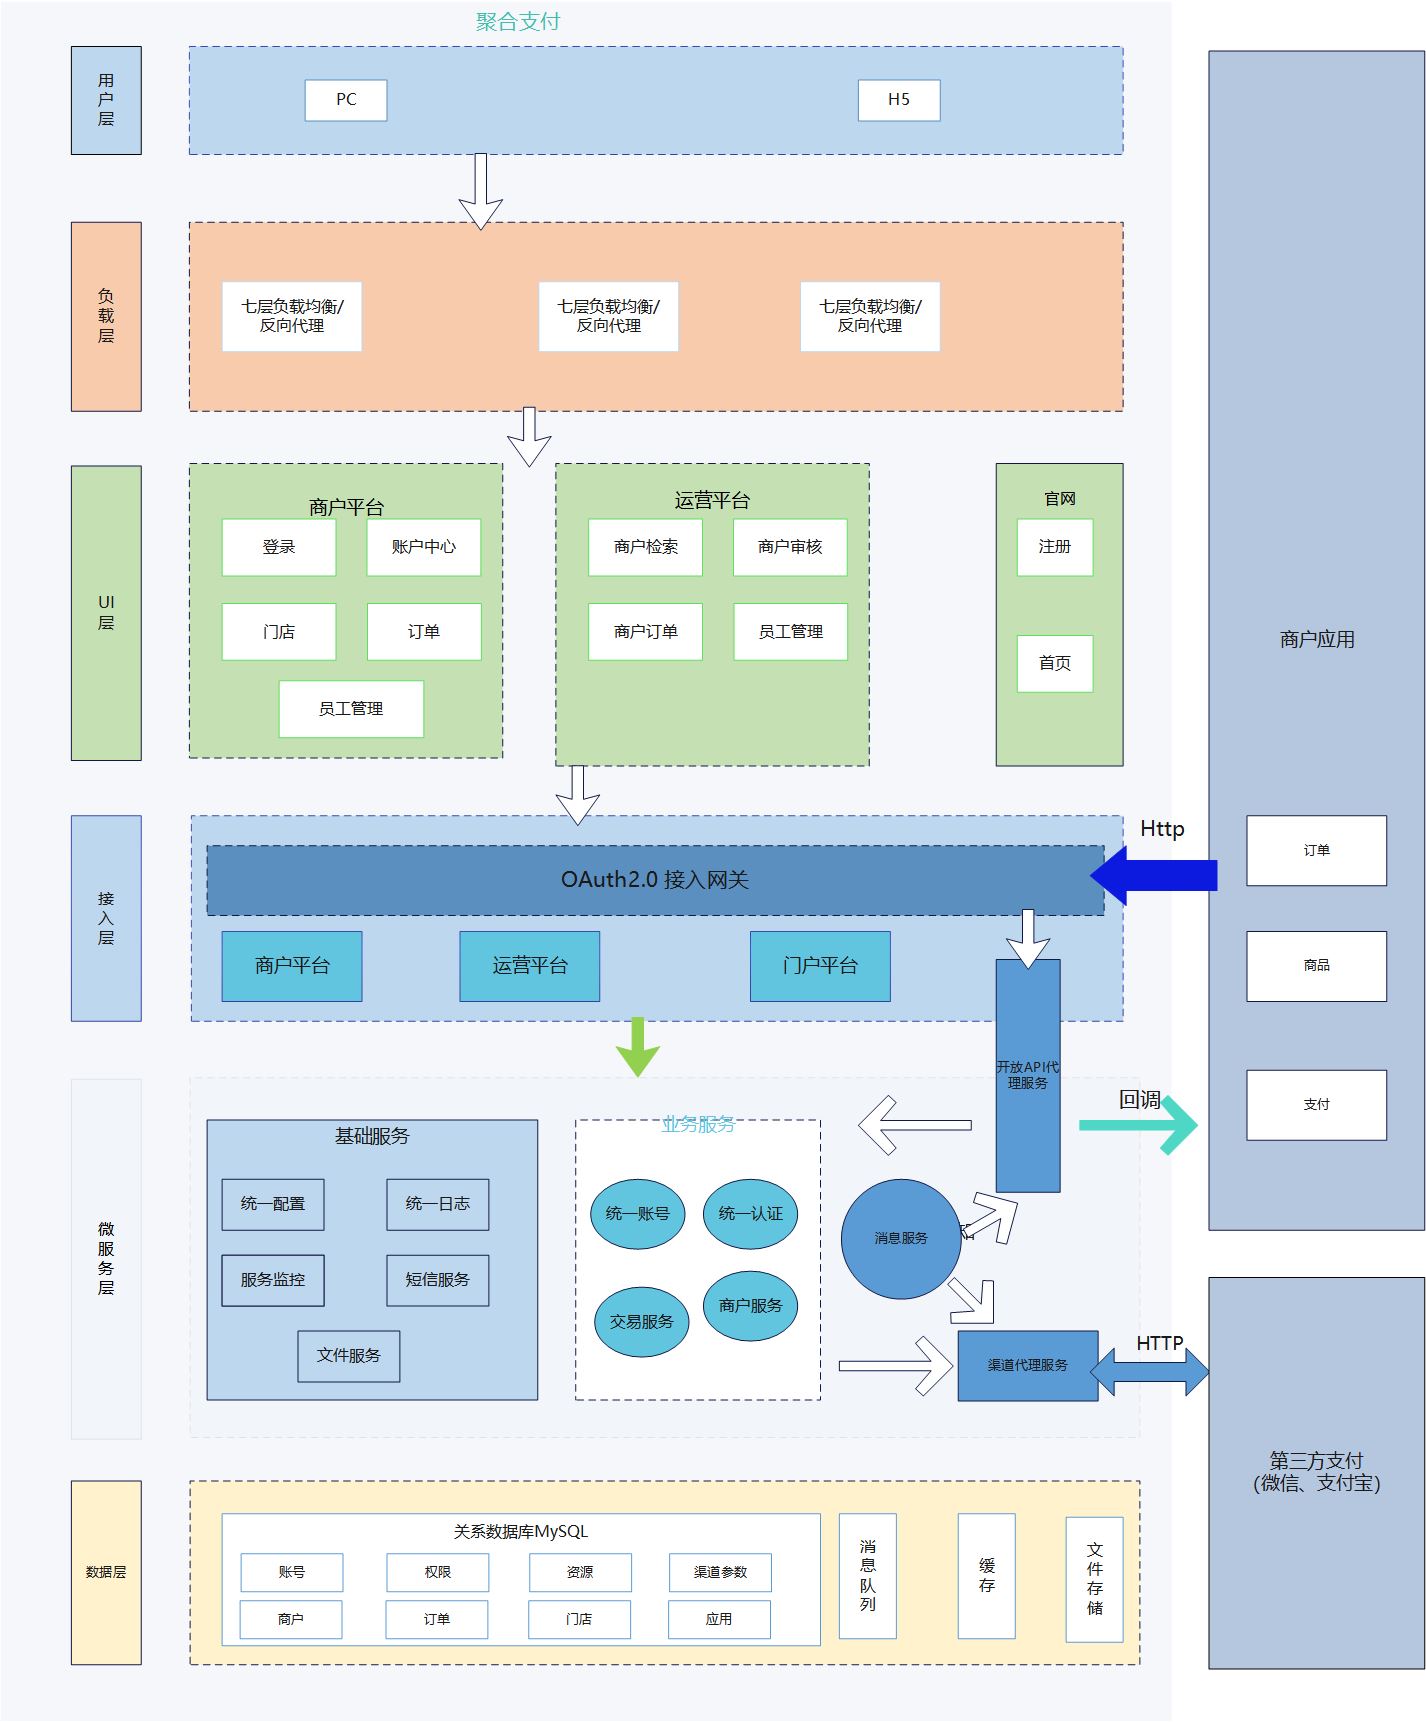 聚合支付
用
户
层
PC
H5
负
载
层
七层负载均衡/
反向代理
七层负载均衡/
反向代理
七层负载均衡/
反向代理
UI
层
商户平台
登录
账户中心
门店
订单
员工管理
运营平台
商户检索
商户审核
商户订单
员工管理
官网
注册
首页
商户应用
订单
商品
支付
Http
接
入
层
OAuth2.0 接入网关
商户平台
运营平台
门户平台
开放API代
理服务
回调
微
服
务
层
基础服务
统一配置
统一日志
服务监控
短信服务
文件服务
业务服务
统一账号
统一认证
交易服务
商户服务
消息服务
渠道代理服务
HTTP
第三方支付
（微信、支付宝）
数据层
关系数据库MySQL
账号
权限
资源
渠道参数
商户
订单
门店
应用
消
息
队
列
缓
存
文
件
存
储